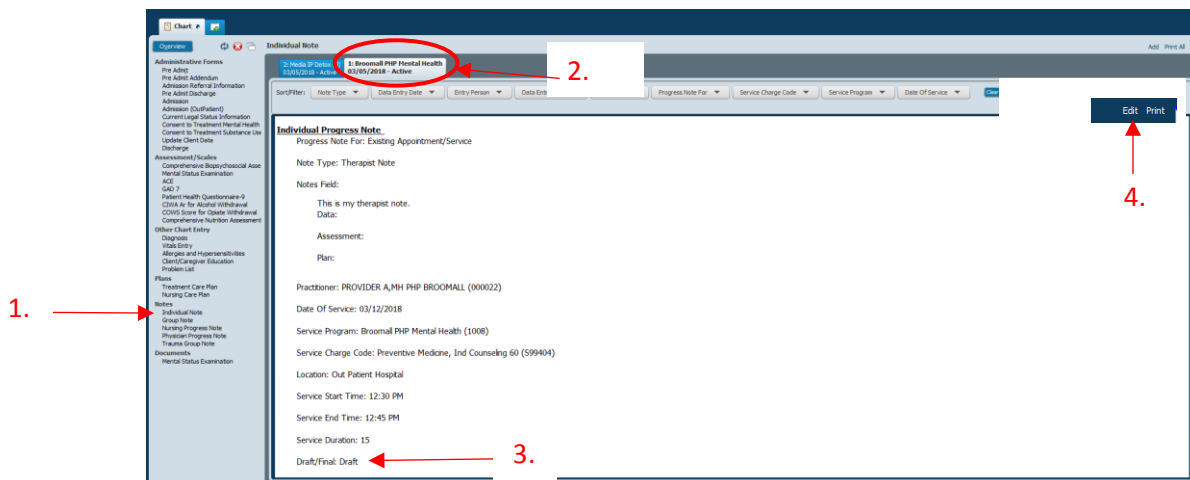 Chart
Overview
Individual Note
Add Print All
Administrative Forms
Pre Admit
Pre Admit Addendum
Admission Referral Information
Pre Admit Discharge
Admission
Admission (OutPatient)
Current Legal Status Information
Consent to Treatment Mental Health
Consent to Treatment Substance Use
Update Client Data
Discharge
Assessment/Scales
Comprehensive Biopsychosocial Asse
Mental Status Examination
ACE
GAD 7
Patient Health Questionnaire-9
CIWA Ar for Alcohol Withdrawal
COWS Score for Opiate Withdrawal
Comprehensive Nutrition Assessment
Other Chart Entry
Diagnosis
Vitals Entry
Allergies and Hypersensitivities
Client/Caregiver Education
Problem List
Plans
Treatment Care Plan
Nursing Care Plan
Notes
Individual Note
Group Note
Nursing Progress Note
Physician Progress Note
Trauma Group Note
Documents
Mental Status Examination
1.
2: Media IP Detox
03/05/2018 - Active
1: Broomall PHP Mental Health
03/05/2018 - Active
2.
Sort/Filter: Note Type Data Entry Date Entry Person Data Ent Progress Note For Service Charge Code Service Program Date Of Service
Edit Print
4.
Individual Progress Note
Progress Note For: Existing Appointment/Service
Note Type: Therapist Note
Notes Field:
This is my therapist note.
Data:
Assessment:
Plan:
Practitioner: PROVIDER A,MH PHP BROOMALL (000022)
Date Of Service: 03/12/2018
Service Program: Broomall PHP Mental Health (1008)
Service Charge Code: Preventive Medicine, Ind Counseling 60 (S99404)
Location: Out Patient Hospital
Service Start Time: 12:30 PM
Service End Time: 12:45 PM
Service Duration: 15
Draft/Final: Draft
3.